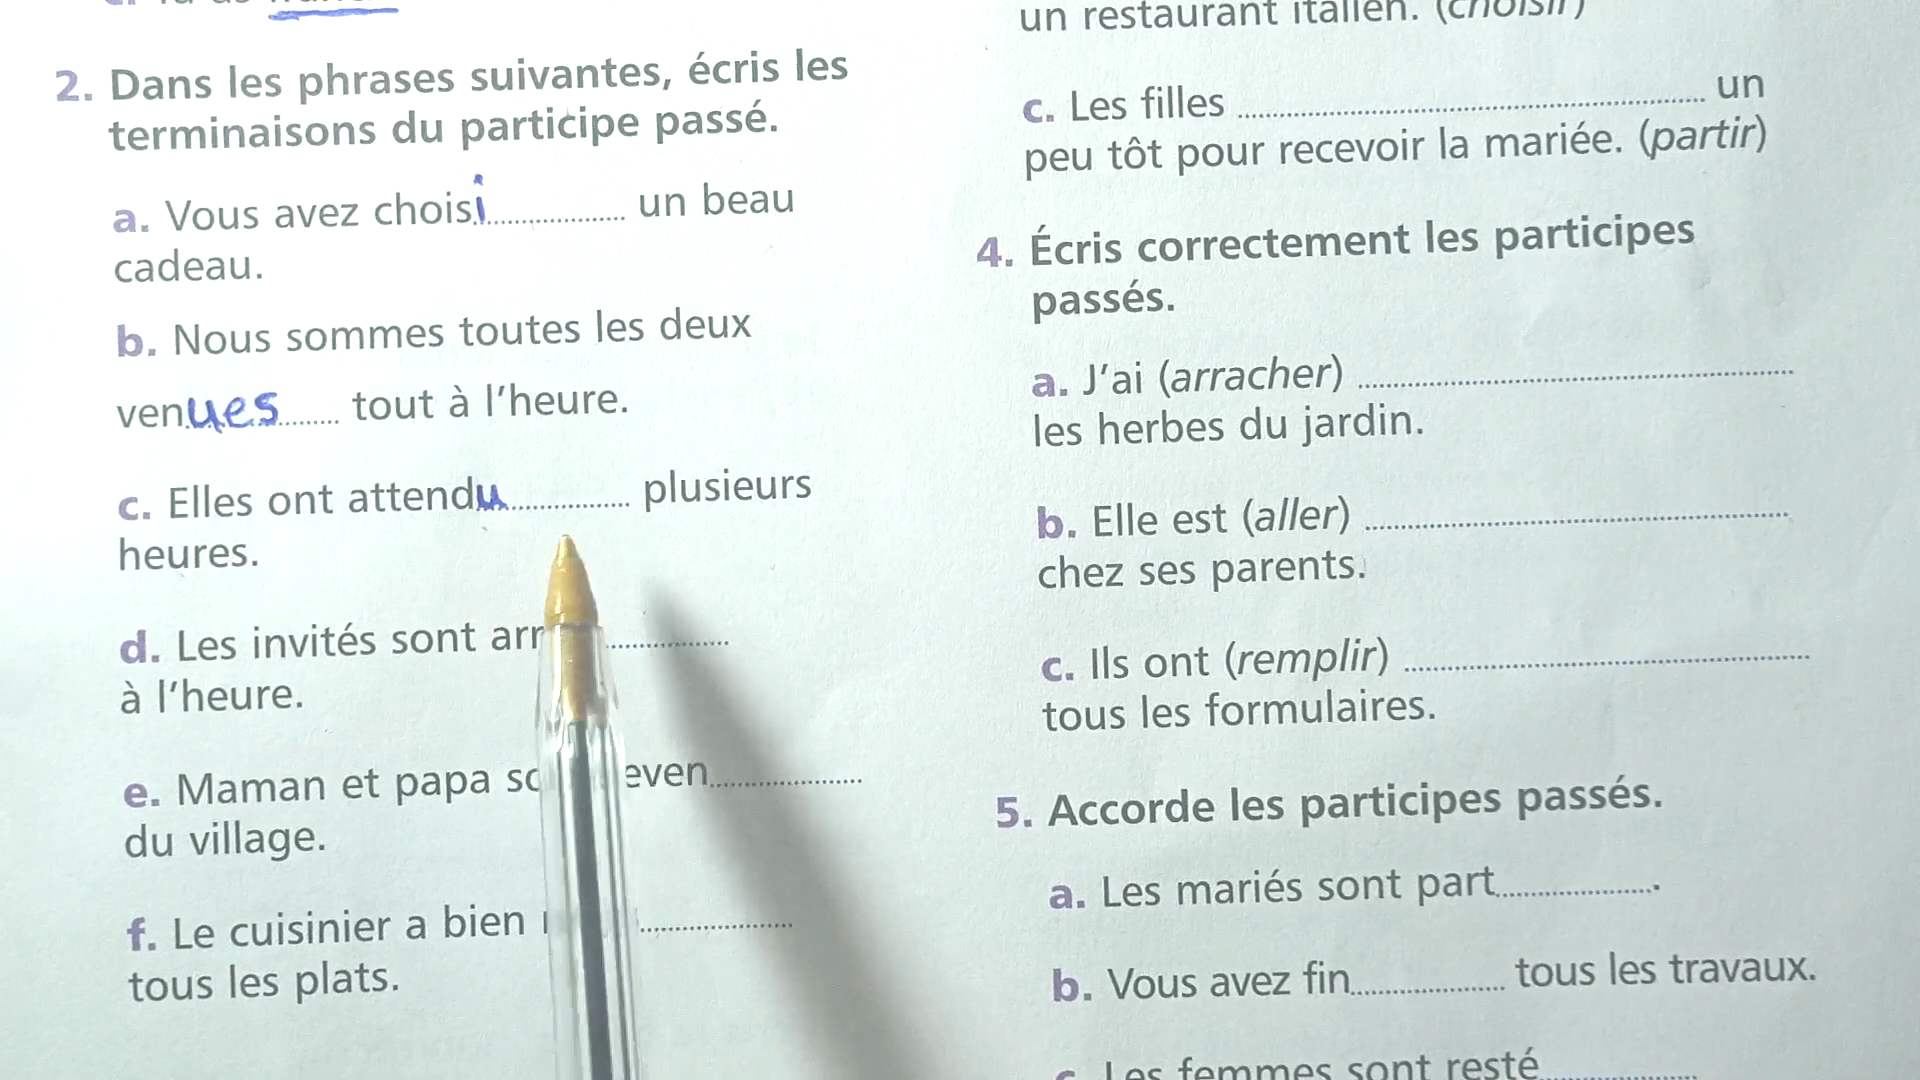 2. Dans les phrases suivantes, écris les
terminaisons du participe passé.
a. Vous avez choisi............... un beau
cadeau.
b. Nous sommes toutes les deux
venues....... tout à l'heure.
c. Elles ont attendu............... plusieurs
heures.
d. Les invités sont ...............
à l'heure.
e. Maman et papa ...............
du village.
f. Le cuisinier a bien ...............
tous les plats.
un restaurant italien. (choisir)
c. Les filles ............................................. un
peu tôt pour recevoir la mariée. (partir)
4. Écris correctement les participes
passés.
a. J'ai (arracher) .............................................
les herbes du jardin.
b. Elle est (aller) .............................................
chez ses parents.
c. Ils ont (remplir) .............................................
tous les formulaires.
5. Accorde les participes passés.
a. Les mariés sont part...................
b. Vous avez fin.................. tous les travaux.
c. Les femmes sont resté..................